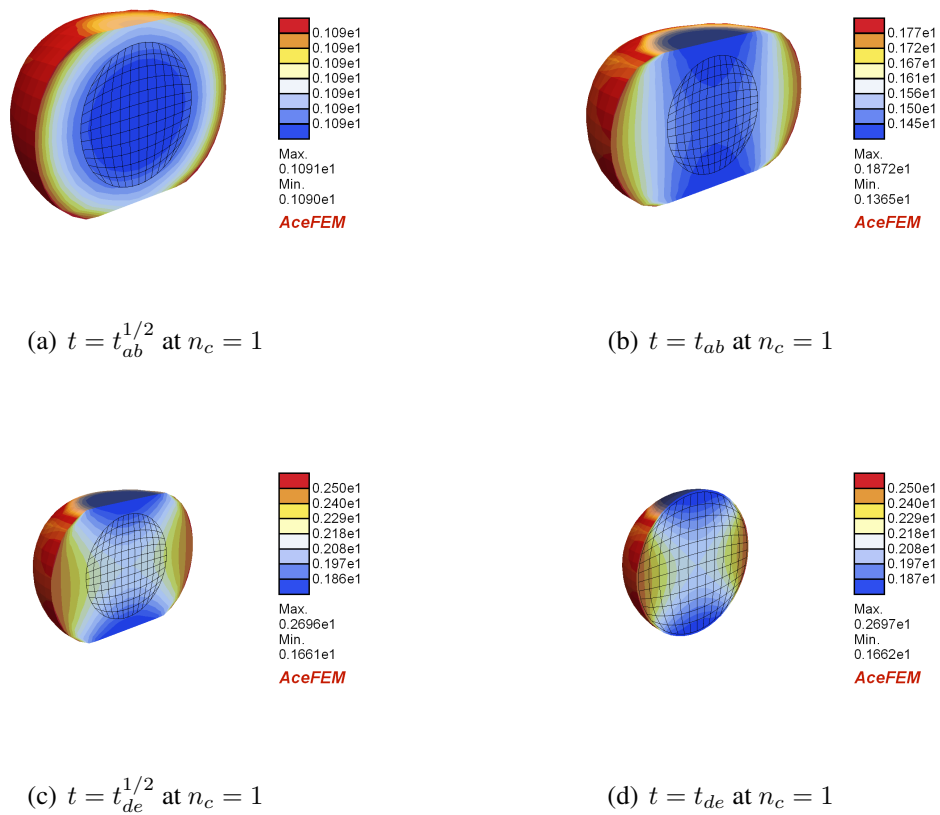 0.109e1
0.109e1
0.109e1
0.109e1
0.109e1
0.109e1
Max.
0.1091e1
Min.
0.1090e1
AceFEM
0.177e1
0.172e1
0.167e1
0.161e1
0.156e1
0.150e1
0.145e1
Max.
0.1872e1
Min.
0.1365e1
AceFEM
(a) $t = t_{ab}^{1/2}$ at $n_c = 1$
(b) $t = t_{ab}$ at $n_c = 1$
0.250e1
0.240e1
0.229e1
0.218e1
0.208e1
0.197e1
0.186e1
Max.
0.2696e1
Min.
0.1661e1
AceFEM
0.250e1
0.240e1
0.229e1
0.218e1
0.208e1
0.197e1
0.187e1
Max.
0.2697e1
Min.
0.1662e1
AceFEM
(c) $t = t_{de}^{1/2}$ at $n_c = 1$
(d) $t = t_{de}$ at $n_c = 1$